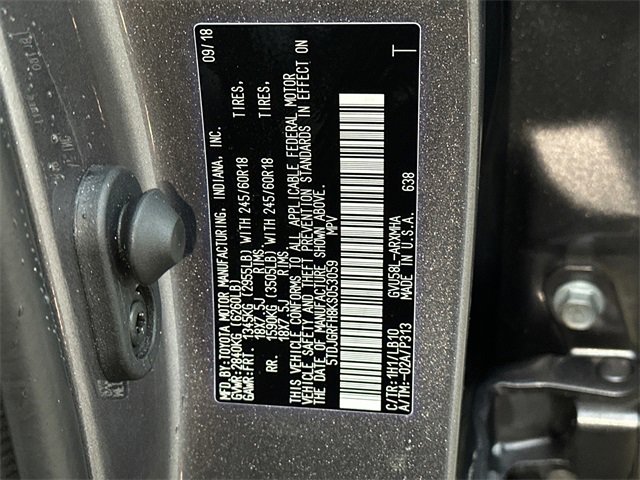 MFD.BY:TOYOTA MOTOR MANUFACTURING, INDIANA, INC. 09/18
GVWR:2840KG (6260LB)
GAWR:FRT. 1345KG (2955LB) WITH 245/60R18 TIRES,
18X7.5J RIMS
RR. 1590KG (3505LB) WITH 245/60R18 TIRES,
18X7.5J RIMS
THIS VEHICLE CONFORMS TO ALL APPLICABLE FEDERAL MOTOR
VEHICLE SAFETY AND THEFT PREVENTION STANDARDS IN EFFECT ON
THE DATE OF MANUFACTURE SHOWN ABOVE.
5TDJGRFH8KS053059 MPV
T
638
C/TR:1H1/LB10 GVU58L-ARXMHA
A/TM:-02A/P313 MADE IN U.S.A.